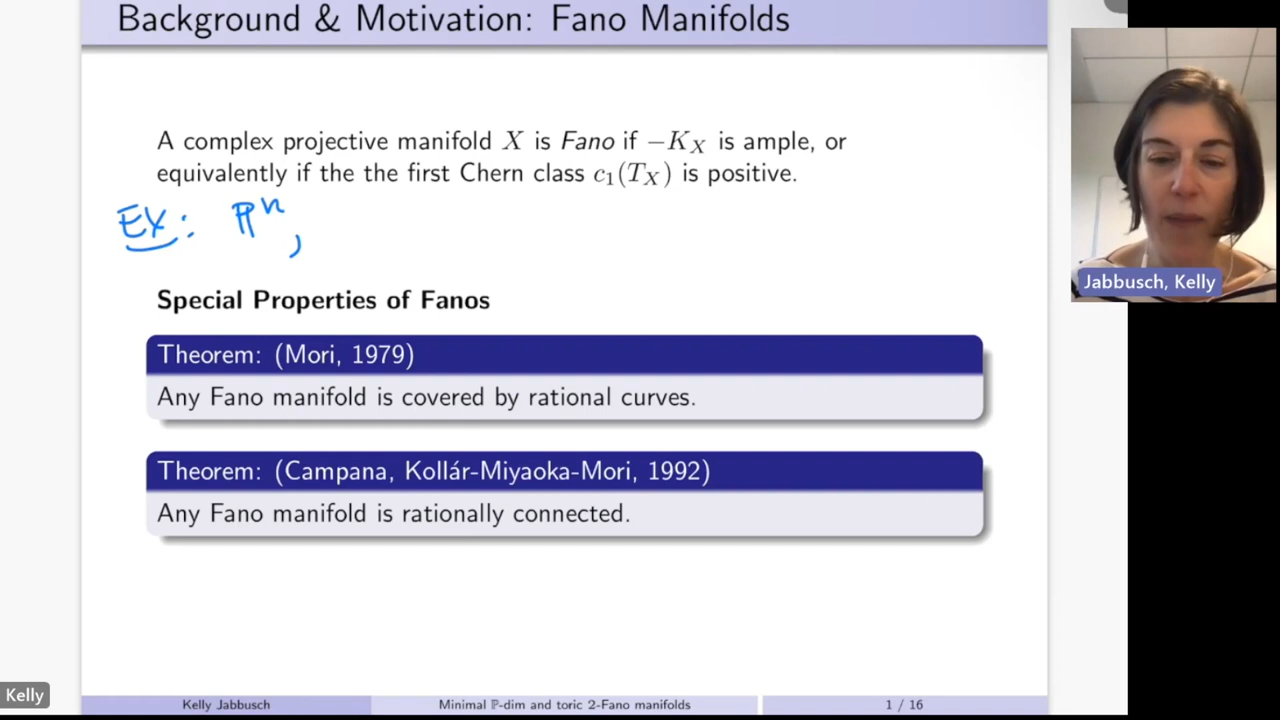 Background & Motivation: Fano Manifolds
A complex projective manifold X is Fano if −K_X is ample, or
equivalently if the the first Chern class c₁(T_X) is positive.
EX: ℙⁿ,
Special Properties of Fanos
Theorem: (Mori, 1979)
Any Fano manifold is covered by rational curves.
Theorem: (Campana, Kollár-Miyaoka-Mori, 1992)
Any Fano manifold is rationally connected.
Kelly Jabbusch
Minimal ℙ-dim and toric 2-Fano manifolds
1 / 16
Jabbusch, Kelly
Kelly